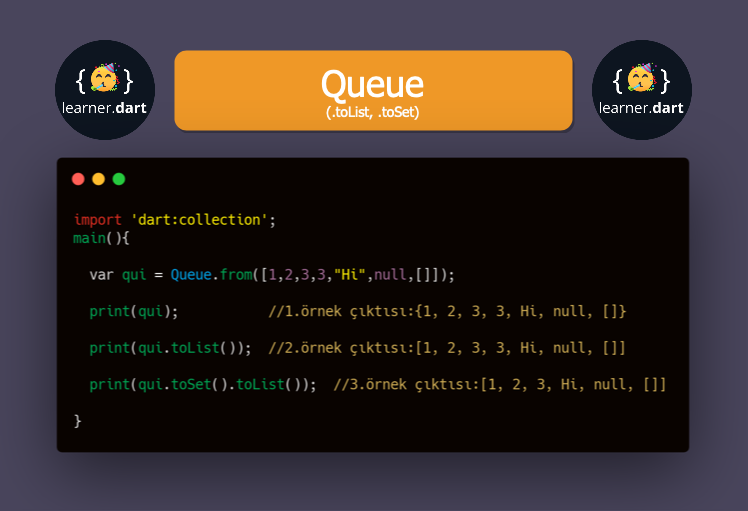 {🥳}
learner.dart
Queue
(.toList, .toSet)
{🥳}
learner.dart
import 'dart:collection';
main(){
var qui = Queue.from([1,2,3,3,"Hi",null,[]]);
print(qui); //1.örnek çıktısı:{1, 2, 3, 3, Hi, null, []}
print(qui.toList()); //2.örnek çıktısı:[1, 2, 3, 3, Hi, null, []]
print(qui.toSet().toList()); //3.örnek çıktısı:[1, 2, 3, Hi, null, []]
}